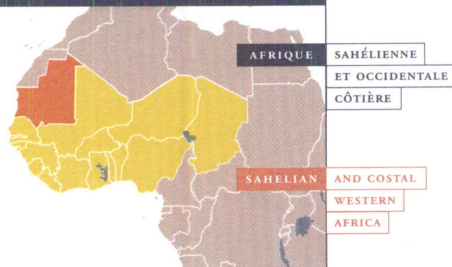 AFRIQUE SAHÉLIENNE
ET OCCIDENTALE
CÔTIÈRE
SAHELIAN AND COSTAL
WESTERN
AFRICA